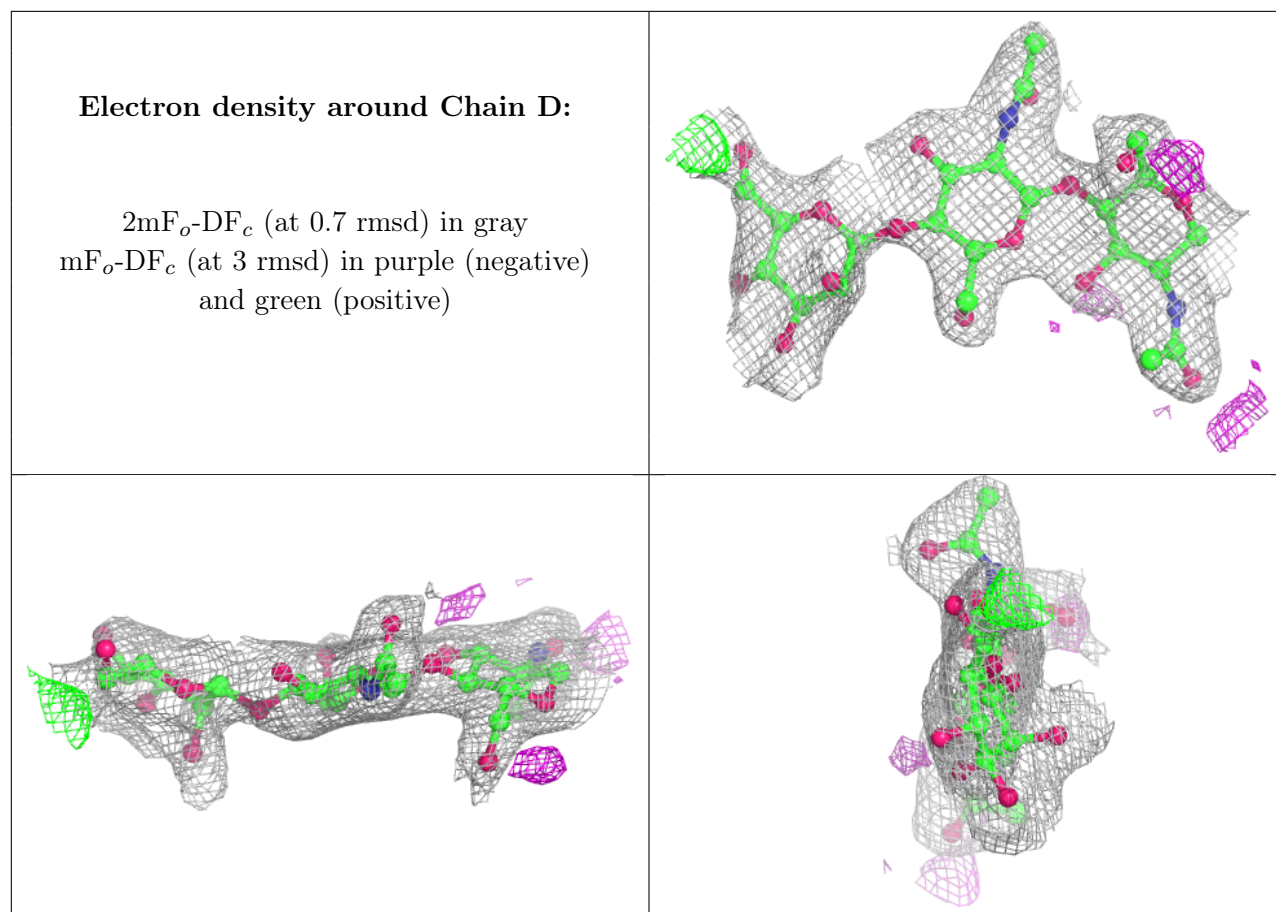 Electron density around Chain D:
2mFₒ-DF𝒸 (at 0.7 rmsd) in gray
mFₒ-DF𝒸 (at 3 rmsd) in purple (negative)
and green (positive)